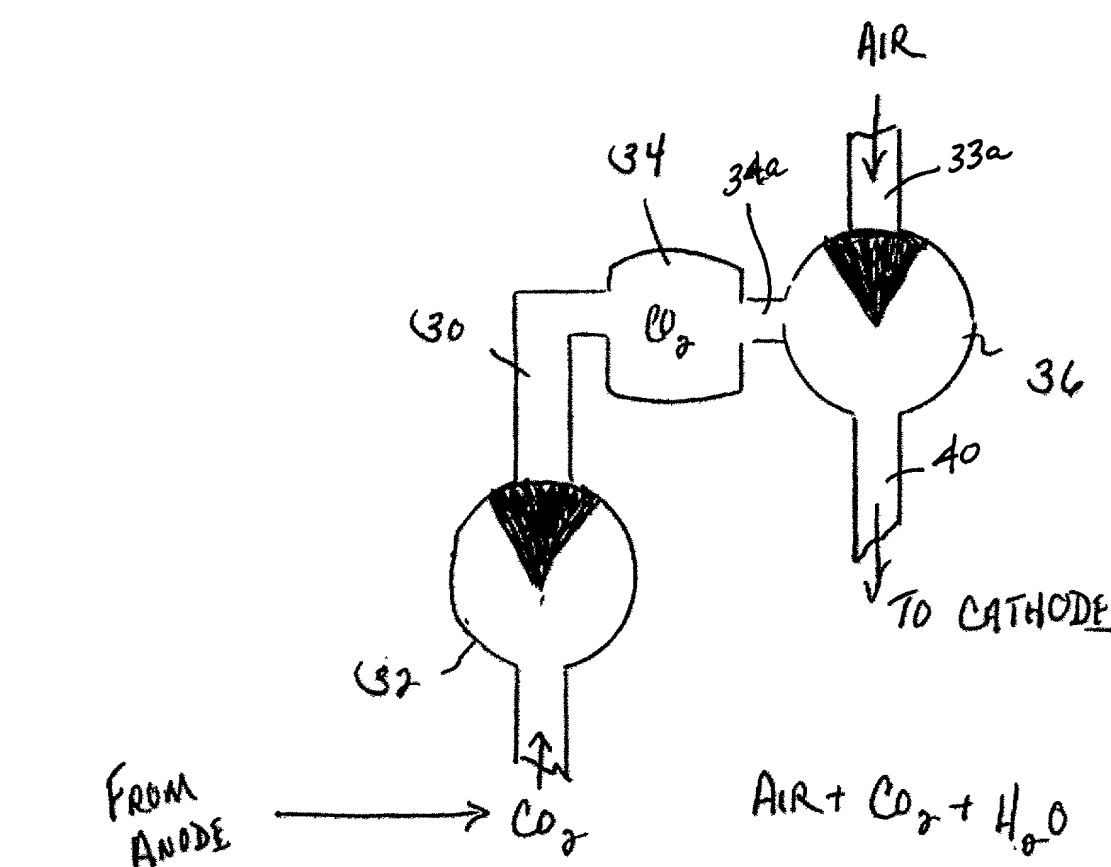 AIR
33a
34
34a
CO2
30
36
40
TO CATHODE
32
FROM
ANODE
CO2
AIR + CO2 + H2O